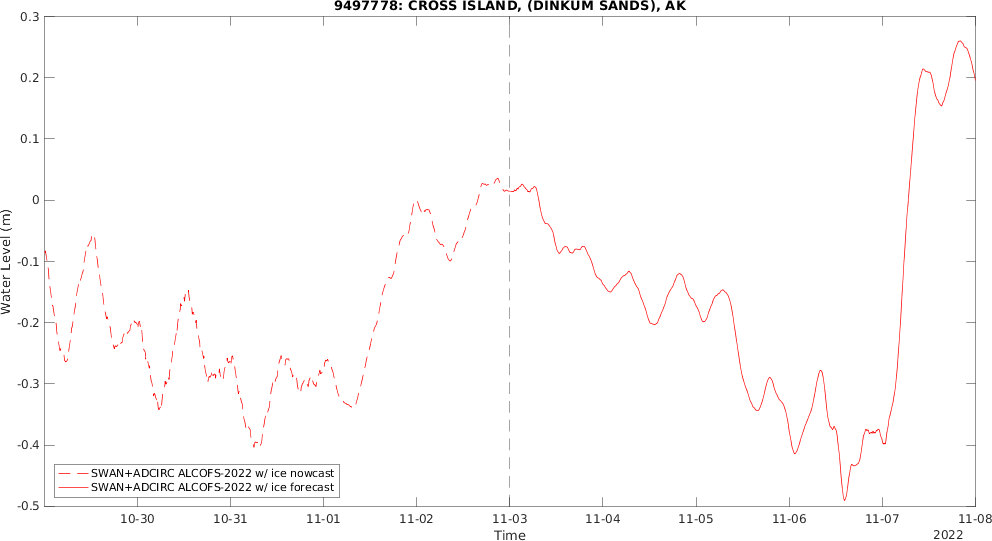 9497778: CROSS ISLAND, (DINKUM SANDS), AK
0.3
0.2
0.1
0
-0.1
-0.2
-0.3
-0.4
-0.5
Water Level (m)
SWAN+ADCIRC ALCOFS-2022 w/ ice nowcast
SWAN+ADCIRC ALCOFS-2022 w/ ice forecast
10-30 10-31 11-01 11-02 11-03 11-04 11-05 11-06 11-07 11-08
Time
2022